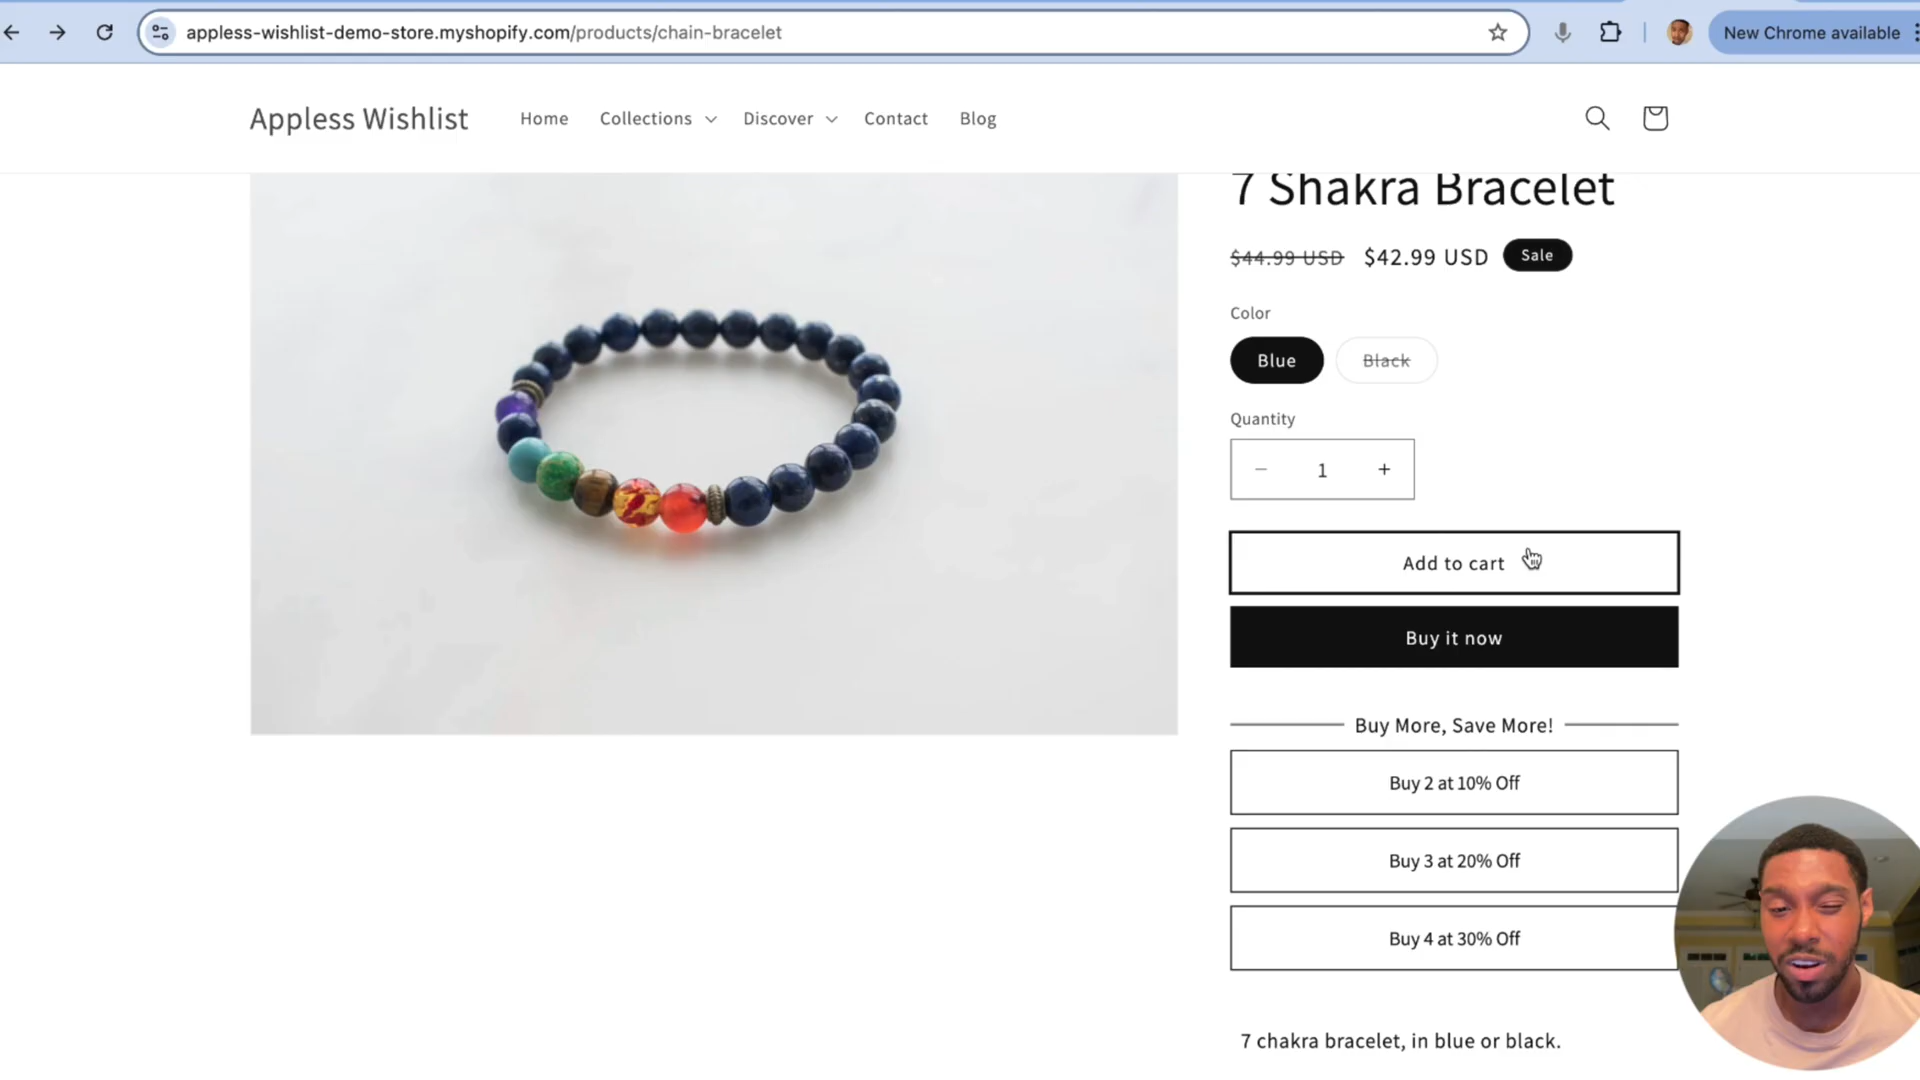 appless-wishlist-demo-store.myshopify.com/products/chain-bracelet
New Chrome available
Appless Wishlist
Home
Collections
Discover
Contact
Blog
7 Shakra Bracelet
$44.99 USD $42.99 USD Sale
Color
Blue
Black
Quantity
1
Add to cart
Buy it now
Buy More, Save More!
Buy 2 at 10% Off
Buy 3 at 20% Off
Buy 4 at 30% Off
7 chakra bracelet, in blue or black.